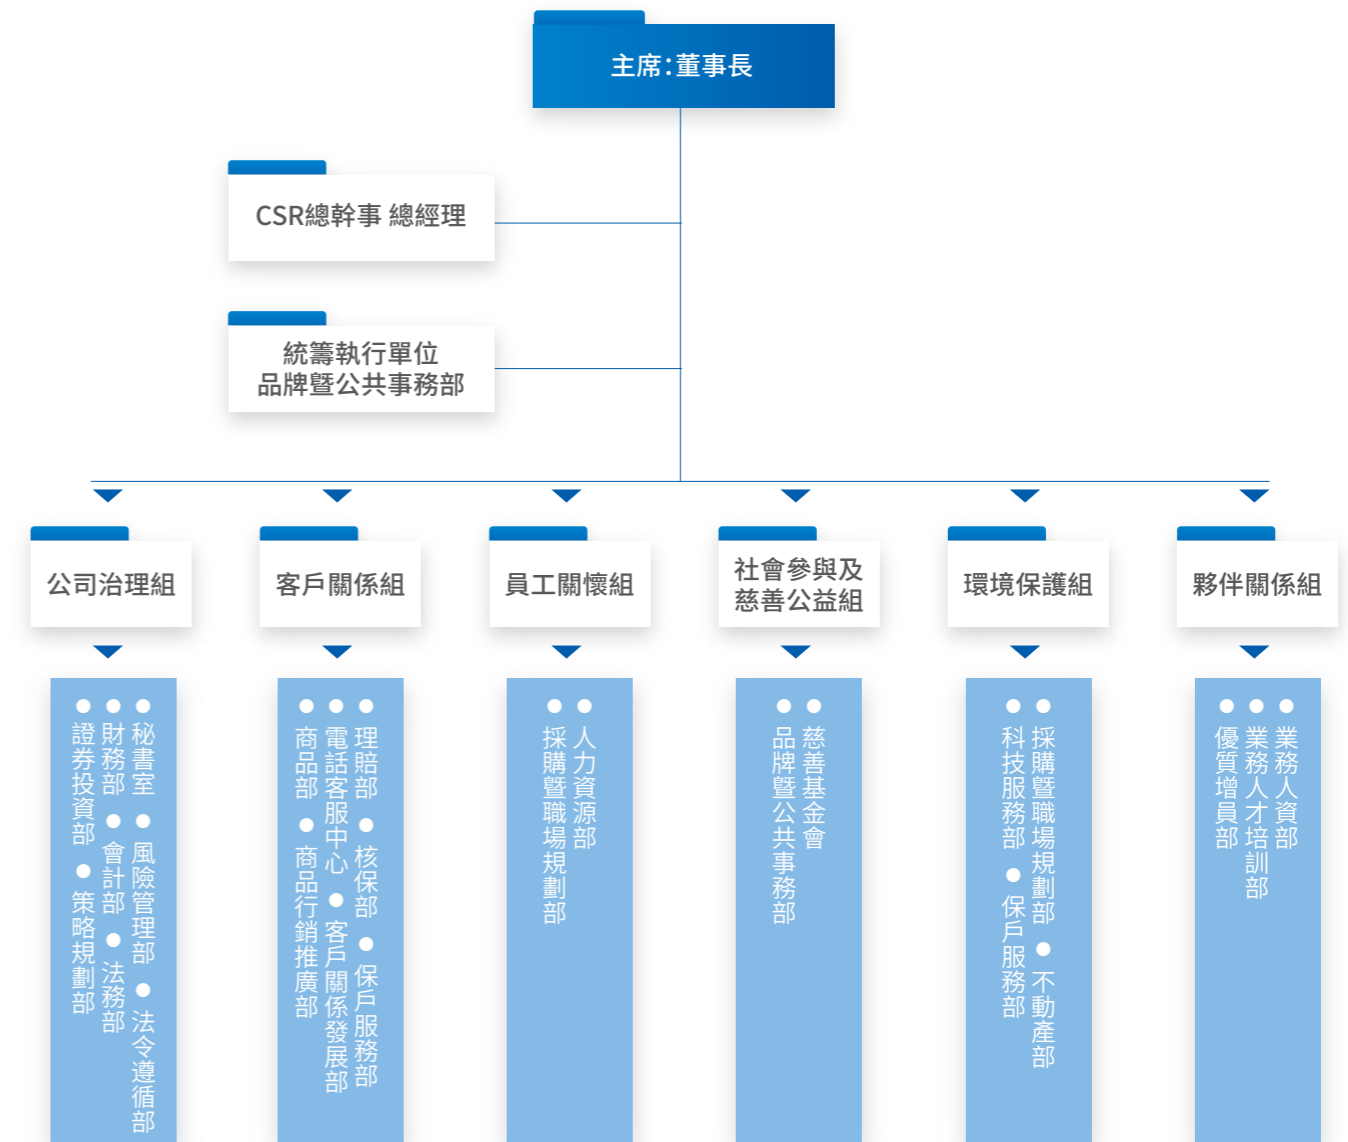 主席：董事長
CSR總幹事 總經理
統籌執行單位
品牌暨公共事務部
公司治理組
客戶關係組
員工關懷組
社會參與及
慈善公益組
環境保護組
夥伴關係組
●秘書室 ●風險管理部 ●法令遵循部
●財務部 ●會計部 ●法務部
●證券投資部 ●策略規劃部
●理賠部 ●核保部 ●保戶服務部
●電話客服中心 ●客戶關係發展部
●商品部 ●商品行銷推廣部
●人力資源部
●採購暨職場規劃部
●慈善基金會
●品牌暨公共事務部
●採購暨職場規劃部 ●不動產部
●科技服務部 ●保戶服務部
●業務人資部
●業務人才培訓部
●優質增員部